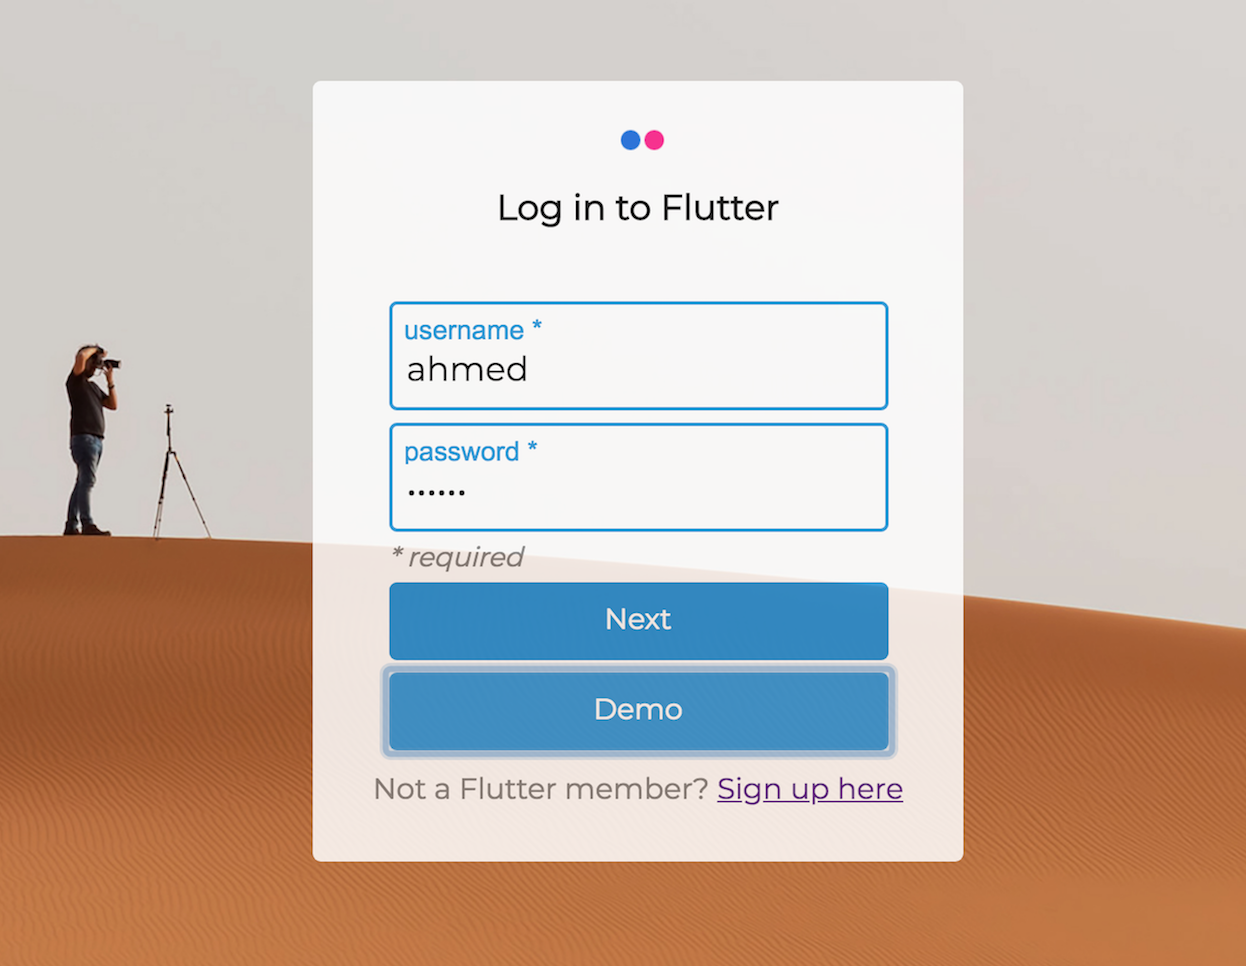 Log in to Flutter
username *
ahmed
password *
••••••
* required
Next
Demo
Not a Flutter member? Sign up here